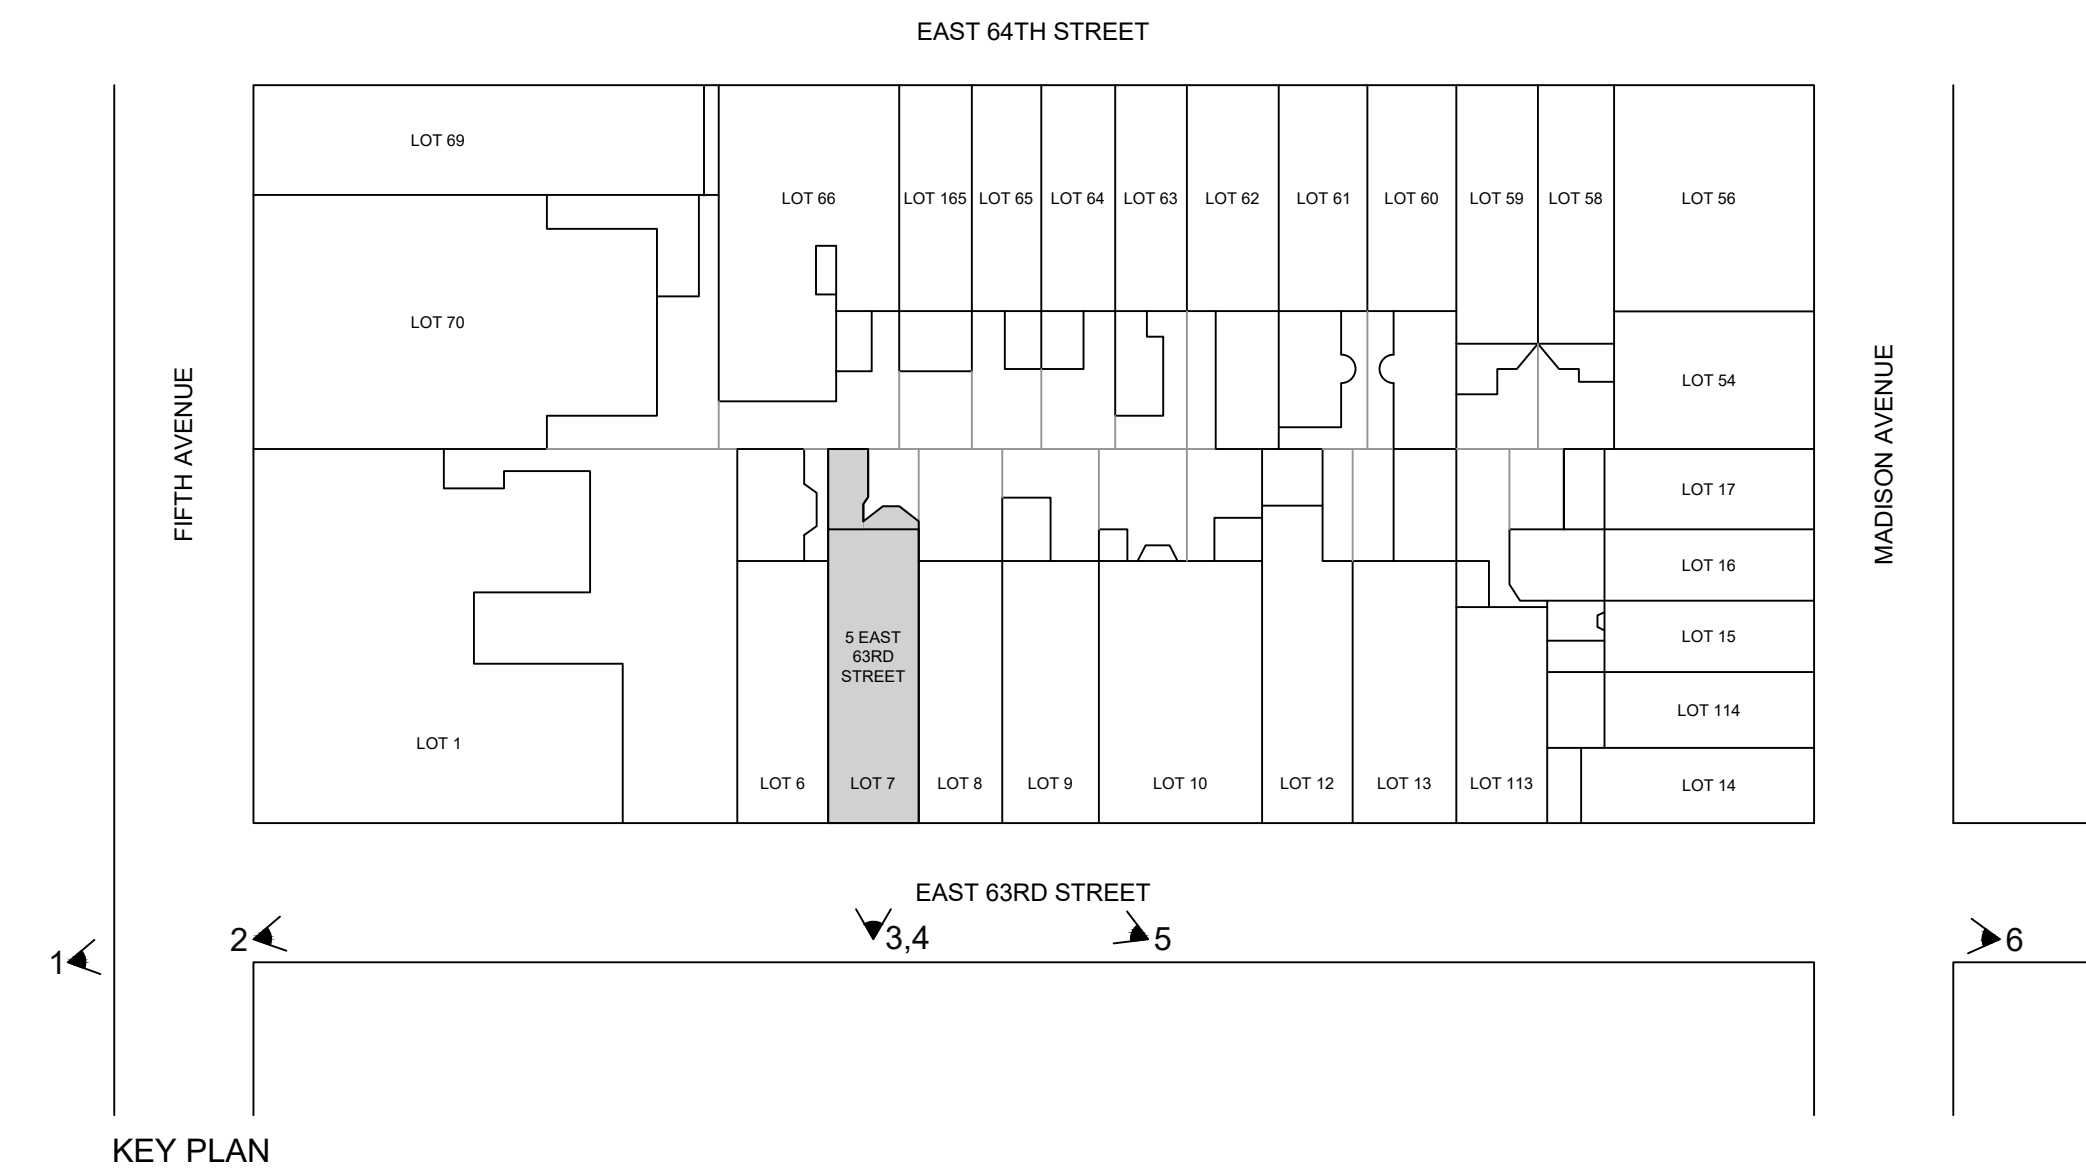 EAST 64TH STREET
LOT 69
LOT 66
LOT 165
LOT 65
LOT 64
LOT 63
LOT 62
LOT 61
LOT 60
LOT 59
LOT 58
LOT 56
LOT 70
LOT 54
FIFTH AVENUE
MADISON AVENUE
LOT 17
LOT 16
LOT 15
5 EAST
63RD
STREET
LOT 114
LOT 1
LOT 6
LOT 7
LOT 8
LOT 9
LOT 10
LOT 12
LOT 13
LOT 113
LOT 14
EAST 63RD STREET
1
2
3,4
5
6
KEY PLAN